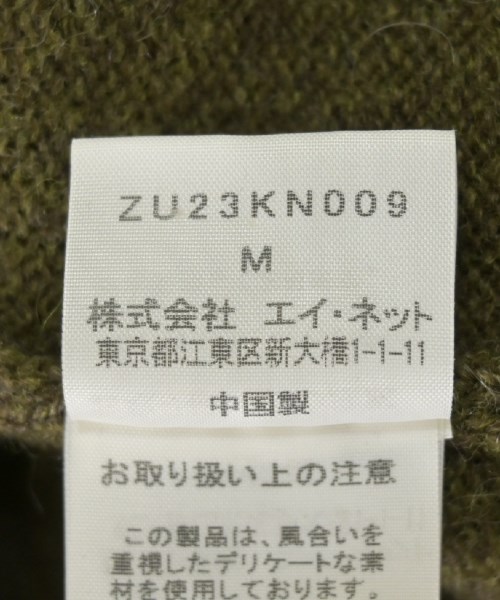 ZU23KN009
M
株式会社 エイ・ネット
東京都江東区新大橋1-1-11
中国製
お取り扱い上の注意
この製品は、風合いを
重視したデリケートな素
材を使用しております。